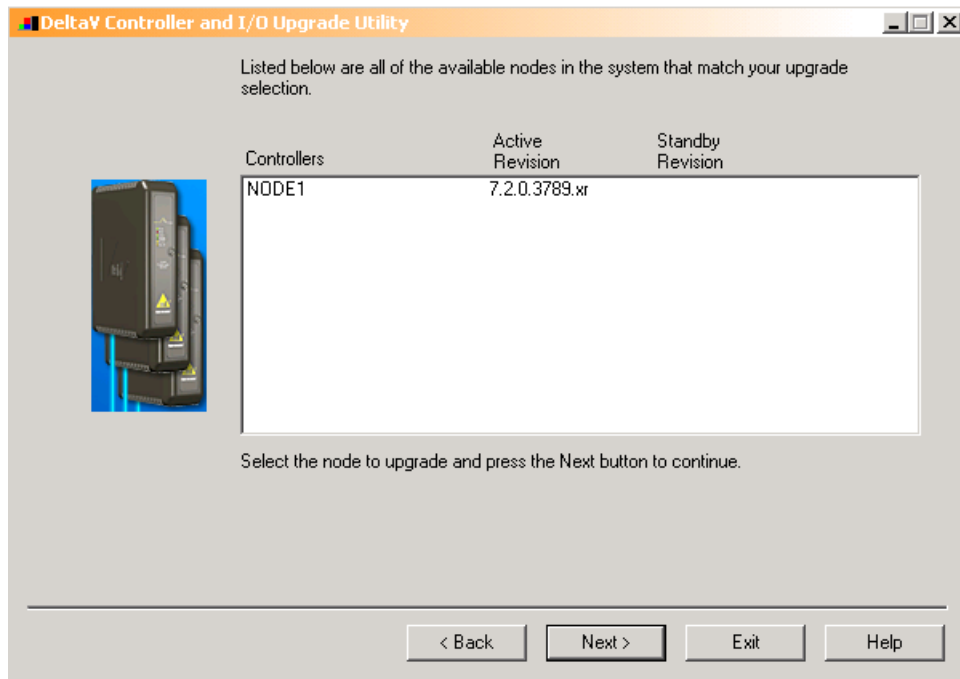 DeltaV Controller and I/O Upgrade Utility
Listed below are all of the available nodes in the system that match your upgrade
selection.
Controllers Active Revision Standby Revision
NODE1 7.2.0.3789.xr
Select the node to upgrade and press the Next button to continue.
< Back Next > Exit Help